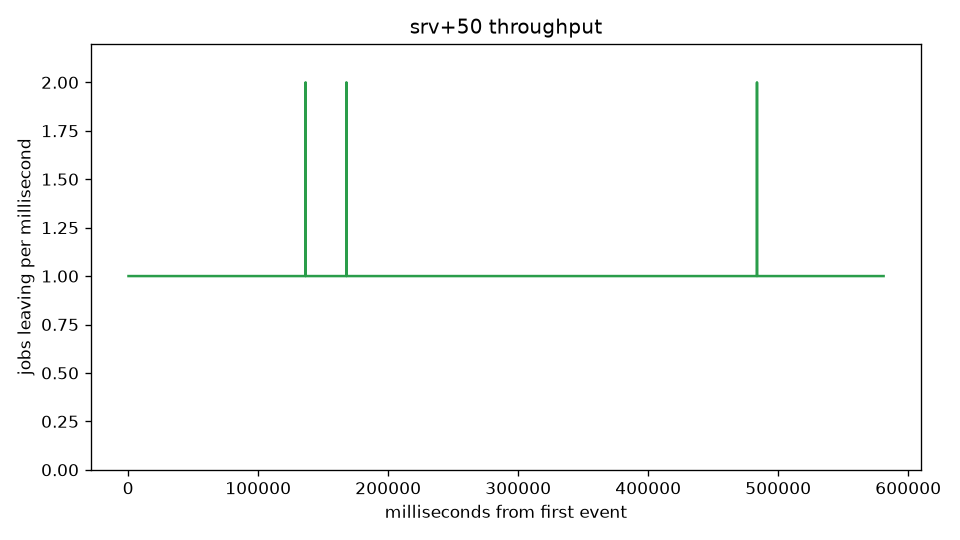 srv+50 throughput
jobs leaving per millisecond
2.00
1.75
1.50
1.25
1.00
0.75
0.50
0.25
0.00
0 100000 200000 300000 400000 500000 600000
milliseconds from first event